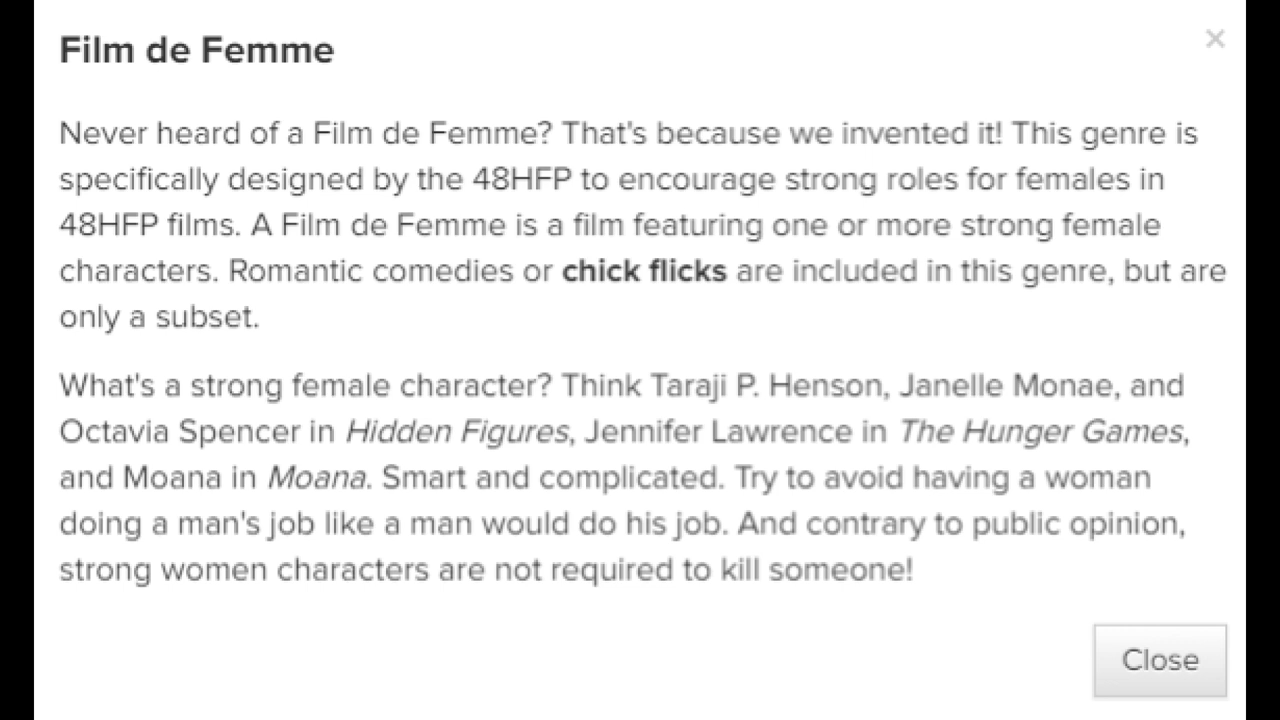 Film de Femme
×
Never heard of a Film de Femme? That's because we invented it! This genre is
specifically designed by the 48HFP to encourage strong roles for females in
48HFP films. A Film de Femme is a film featuring one or more strong female
characters. Romantic comedies or chick flicks are included in this genre, but are
only a subset.
What's a strong female character? Think Taraji P. Henson, Janelle Monae, and
Octavia Spencer in Hidden Figures, Jennifer Lawrence in The Hunger Games,
and Moana in Moana. Smart and complicated. Try to avoid having a woman
doing a man's job like a man would do his job. And contrary to public opinion,
strong women characters are not required to kill someone!
Close